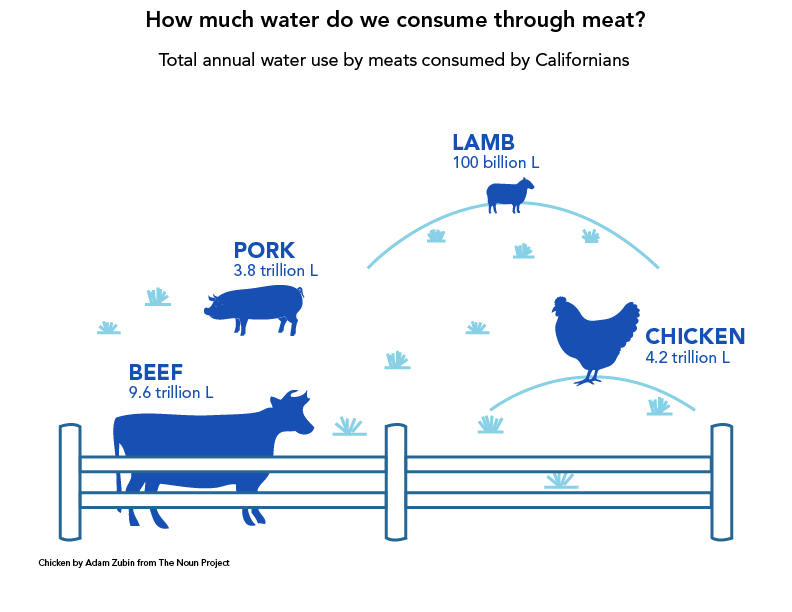 How much water do we consume through meat?
Total annual water use by meats consumed by Californians
LAMB
100 billion L
PORK
3.8 trillion L
CHICKEN
4.2 trillion L
BEEF
9.6 trillion L
Chicken by Adam Zubin from The Noun Project